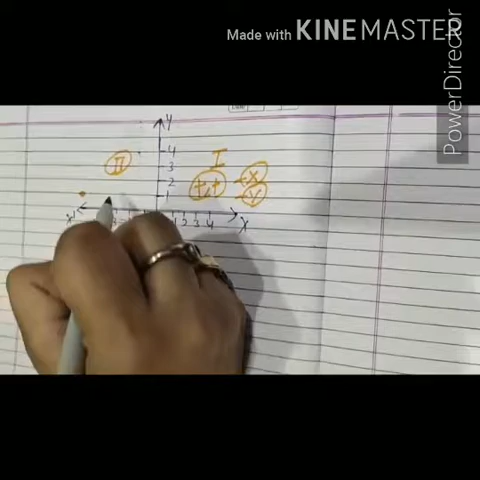 Made with KINEMASTER
PowerDirector
Y
4
3
2
1
I
II
+,+
+X
+Y
X
X'
1 2 3 4